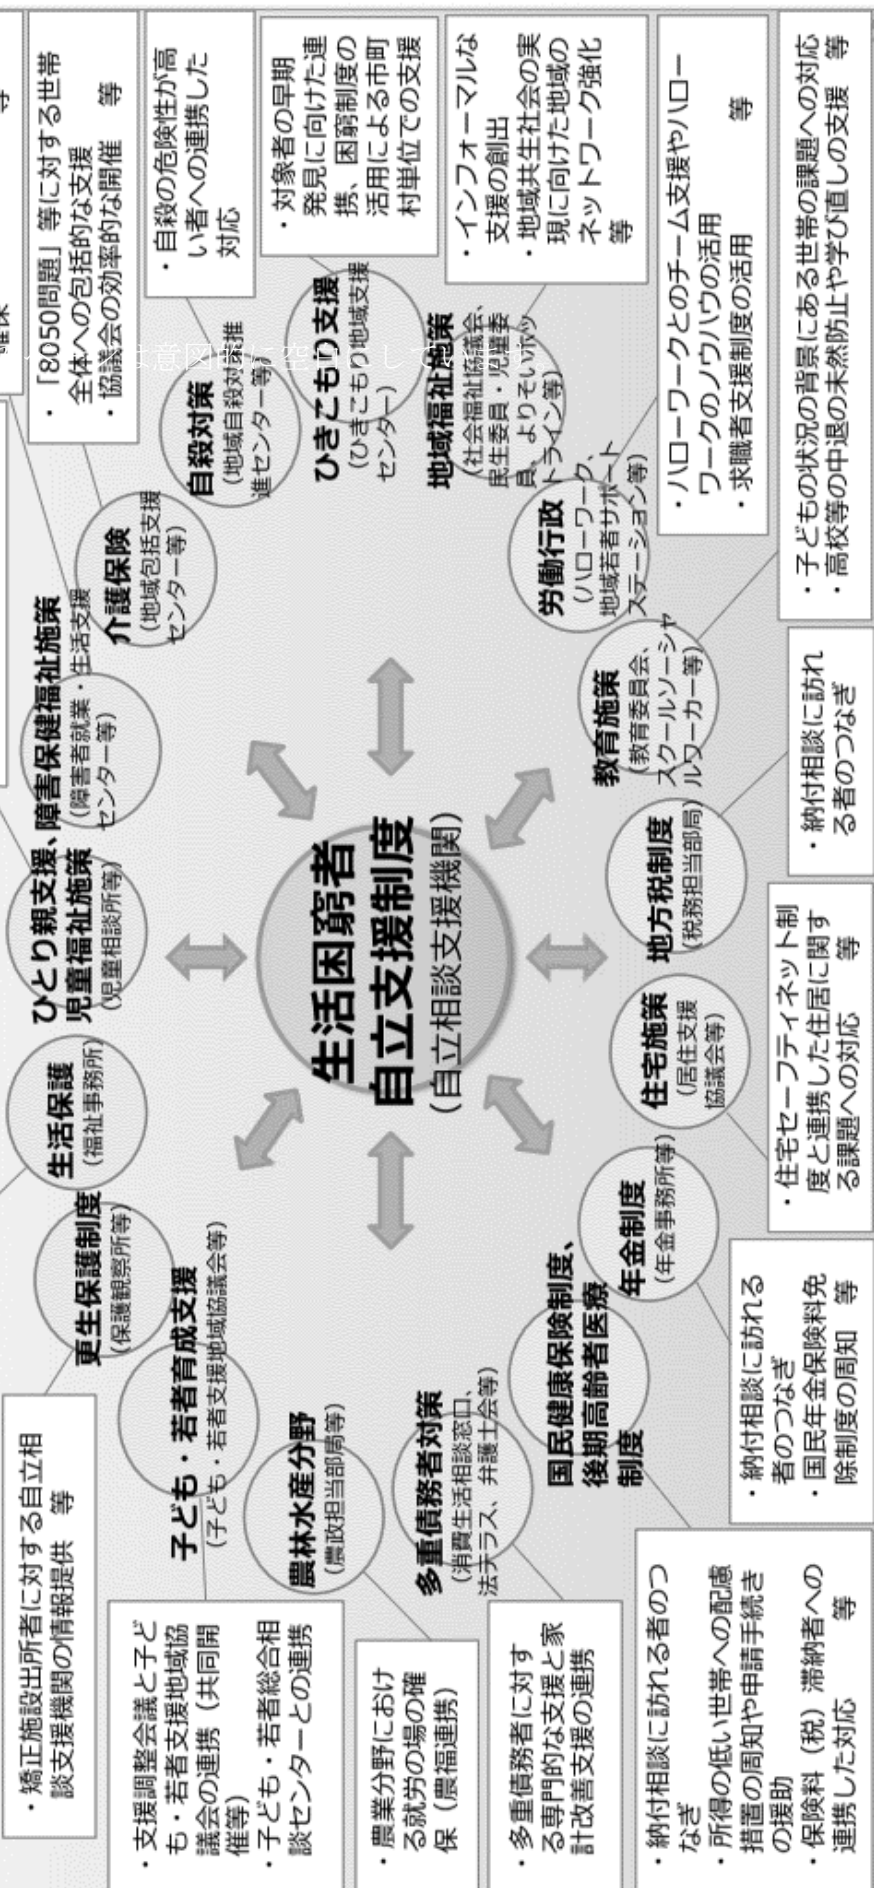 生活困窮者
自立支援制度
（自立相談支援機関）
ひとり親支援、
児童福祉施策
（児童相談所等）
障害保健福祉施策
（障害者就業・生活支援
センター等）
介護保険
（地域包括支援
センター等）
・「8050問題」等に対する世帯
全体への包括的な支援
・協議会の効率的な開催　等
自殺対策
（地域自殺対策推
進センター等）
・自殺の危険性が高
い者への連携した
対応
ひきこもり支援
（ひきこもり地域支援
センター）
・対象者の早期
発見に向けた連
携、困窮制度の
活用による市町
村単位での支援
地域福祉施策
（社会福祉協議会、
民生委員・児童委
員、よりそいホッ
トライン等）
・インフォーマルな
支援の創出
・地域共生社会の実
現に向けた地域の
ネットワーク強化
等
労働行政
（ハローワーク、
地域若者サポート
ステーション等）
・ハローワークとのチーム支援やハロー
ワークのノウハウの活用
・求職者支援制度の活用　等
教育施策
（教育委員会、
スクールソーシャ
ルワーカー等）
・子どもの状況の背景にある世帯の課題への対応
・高校等の中退の未然防止や学び直しの支援　等
地方税制度
（税務担当部局）
・納付相談に訪れ
る者のつなぎ
住宅施策
（居住支援
協議会等）
・住宅セーフティネット制
度と連携した住居に関す
る課題への対応　等
年金制度
（年金事務所等）
・納付相談に訪れる
者のつなぎ
・国民年金保険料免
除制度の周知　等
国民健康保険制度、
後期高齢者医療
制度
・納付相談に訪れる者のつ
なぎ
・所得の低い世帯への配慮
措置の周知や申請手続き
の援助
・保険料（税）滞納者への
連携した対応　等
多重債務者対策
（消費生活相談窓口、
法テラス、弁護士会等）
・多重債務者に対す
る専門的な支援と家
計改善支援の連携
農林水産分野
（農政担当部局等）
・農業分野におけ
る就労の場の確
保（農福連携）
子ども・若者育成支援
（子ども・若者支援地域協議会等）
・支援調整会議と子ど
も・若者支援地域協
議会の連携（共同開
催等）
・子ども・若者総合相
談センターとの連携
更生保護制度
（保護観察所等）
・矯正施設出所者に対する自立相
談支援機関の情報提供　等
生活保護
（福祉事務所）